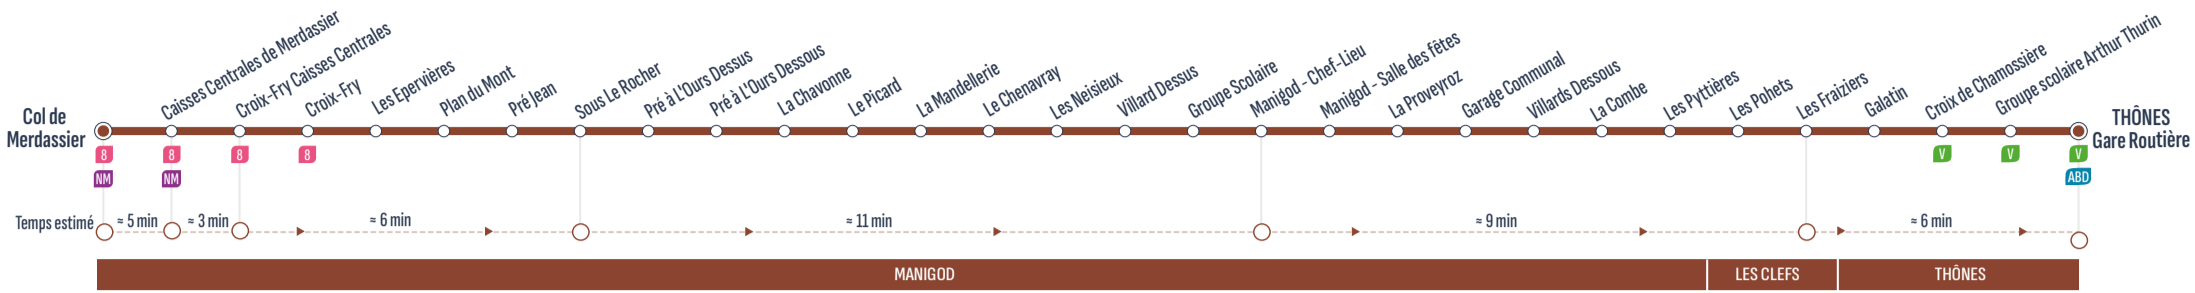 Col de
Merdassier
Caisses Centrales de Merdassier
Croix-Fry Caisses Centrales
Croix-Fry
Les Epervières
Plan du Mont
Pré Jean
Sous Le Rocher
Pré à L'Ours Dessus
Pré à L'Ours Dessous
La Chavonne
Le Picard
La Mandellerie
Le Chenavray
Les Neisieux
Villard Dessus
Groupe Scolaire
Manigod - Chef-Lieu
Manigod - Salle des fêtes
La Proveyroz
Garage Communal
Villards Dessous
La Combe
Les Pyttières
Les Pohets
Les Fraiziers
Galatin
Croix de Chamossière
Groupe scolaire Arthur Thurin
THÔNES
Gare Routière
8 8 8 8 V V V
NM NM ABD
Temps estimé ≈ 5 min ≈ 3 min ≈ 6 min ≈ 11 min ≈ 9 min ≈ 6 min
MANIGOD LES CLEFS THÔNES